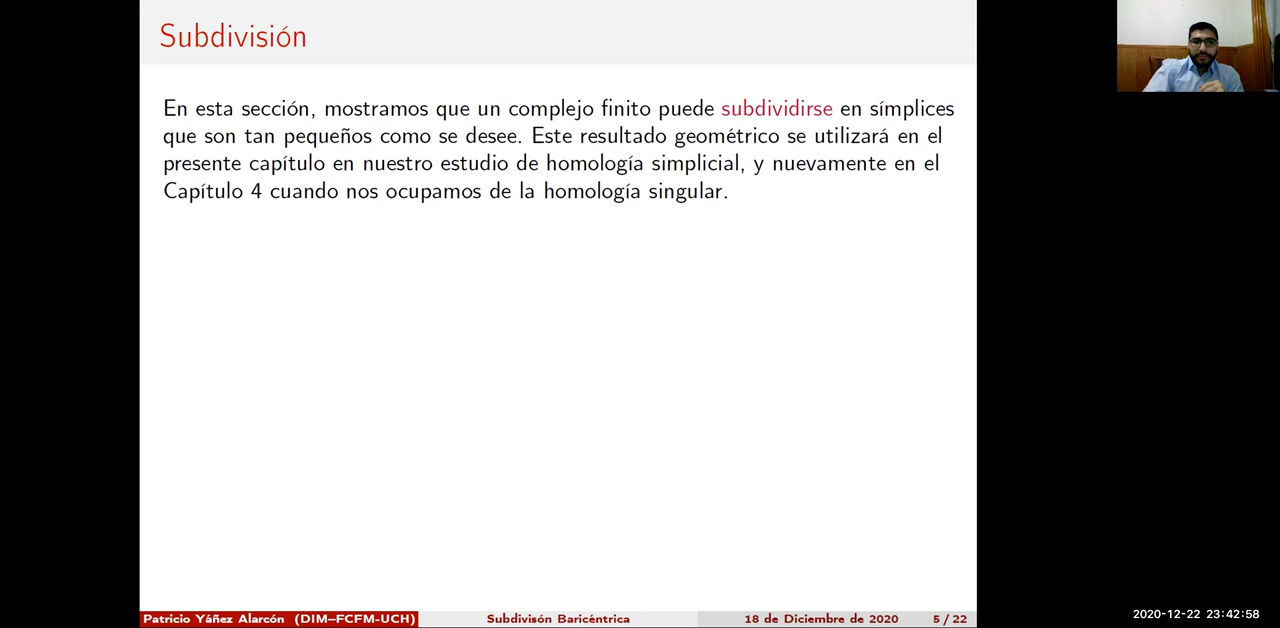 Subdivisión
En esta sección, mostramos que un complejo finito puede subdividirse en símplices
que son tan pequeños como se desee. Este resultado geométrico se utilizará en el
presente capítulo en nuestro estudio de homología simplicial, y nuevamente en el
Capítulo 4 cuando nos ocupamos de la homología singular.
Patricio Yáñez Alarcón (DIM–FCFM-UCH)
Subdivisón Baricéntrica
18 de Diciembre de 2020
5 / 22
2020-12-22 23:42:58